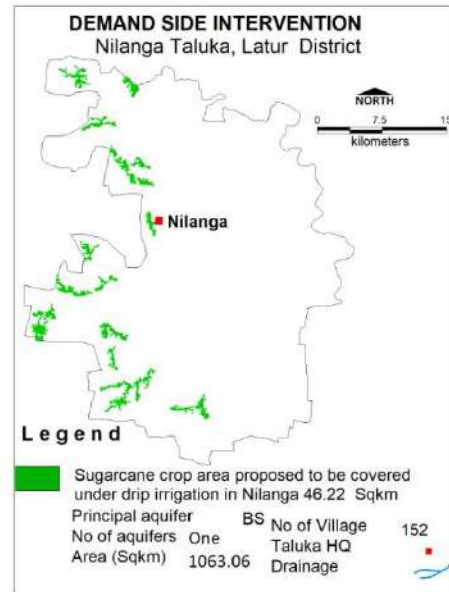 DEMAND SIDE INTERVENTION
Nilanga Taluka, Latur District
NORTH
0 7.5 15
kilometers
Nilanga
Legend
Sugarcane crop area proposed to be covered
under drip irrigation in Nilanga 46.22 Sqkm
Principal aquifer BS
No of aquifers One
Area (Sqkm) 1063.06
No of Village 152
Taluka HQ
Drainage